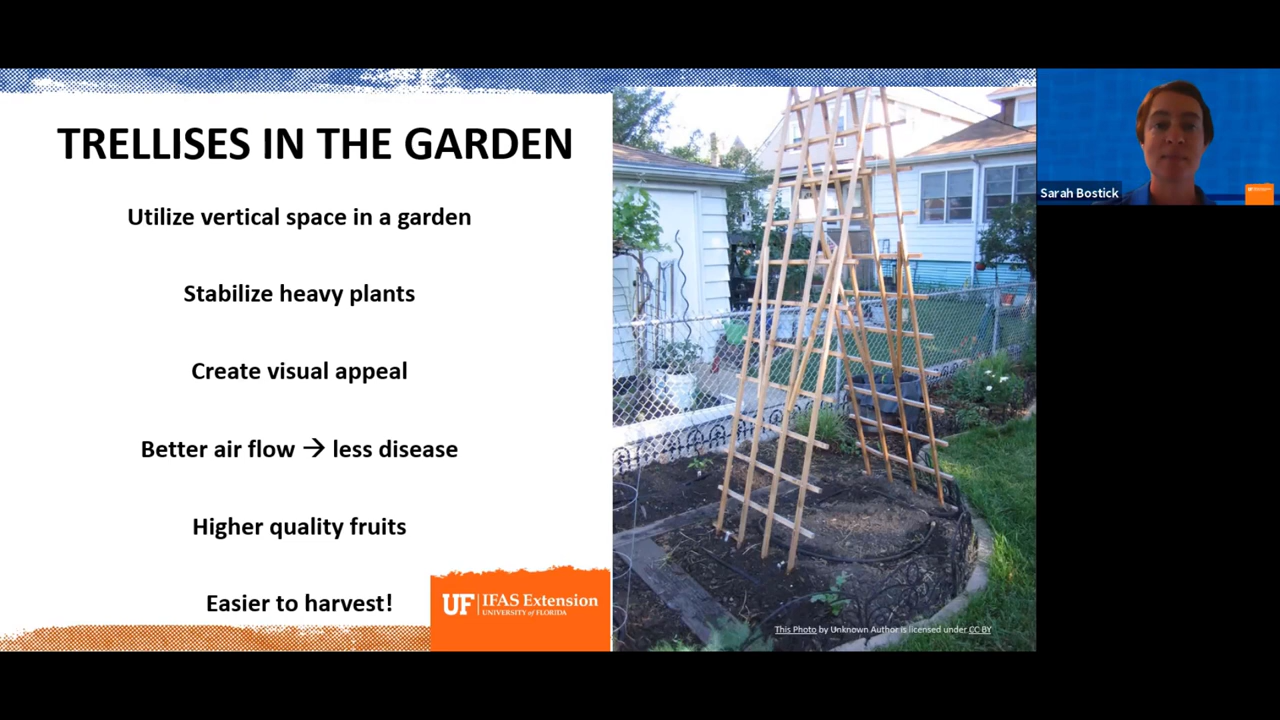 TRELLISES IN THE GARDEN
Utilize vertical space in a garden
Stabilize heavy plants
Create visual appeal
Better air flow → less disease
Higher quality fruits
Easier to harvest!
UF IFAS Extension
UNIVERSITY of FLORIDA
This Photo by Unknown Author is licensed under CC BY
Sarah Bostick
UF